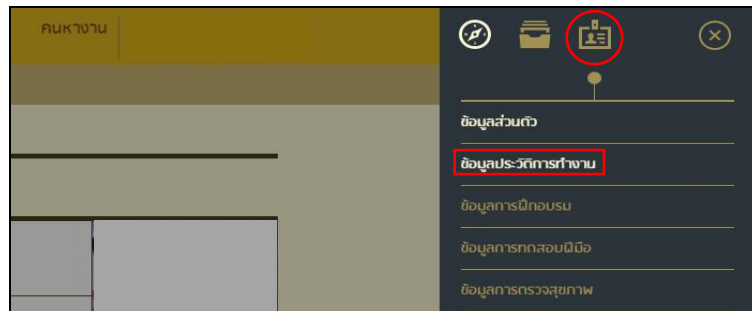 ค้นหางาน
ข้อมูลส่วนตัว
ข้อมูลประวัติการทำงาน
ข้อมูลการฝึกอบรม
ข้อมูลการทดสอบฝีมือ
ข้อมูลการตรวจสุขภาพ